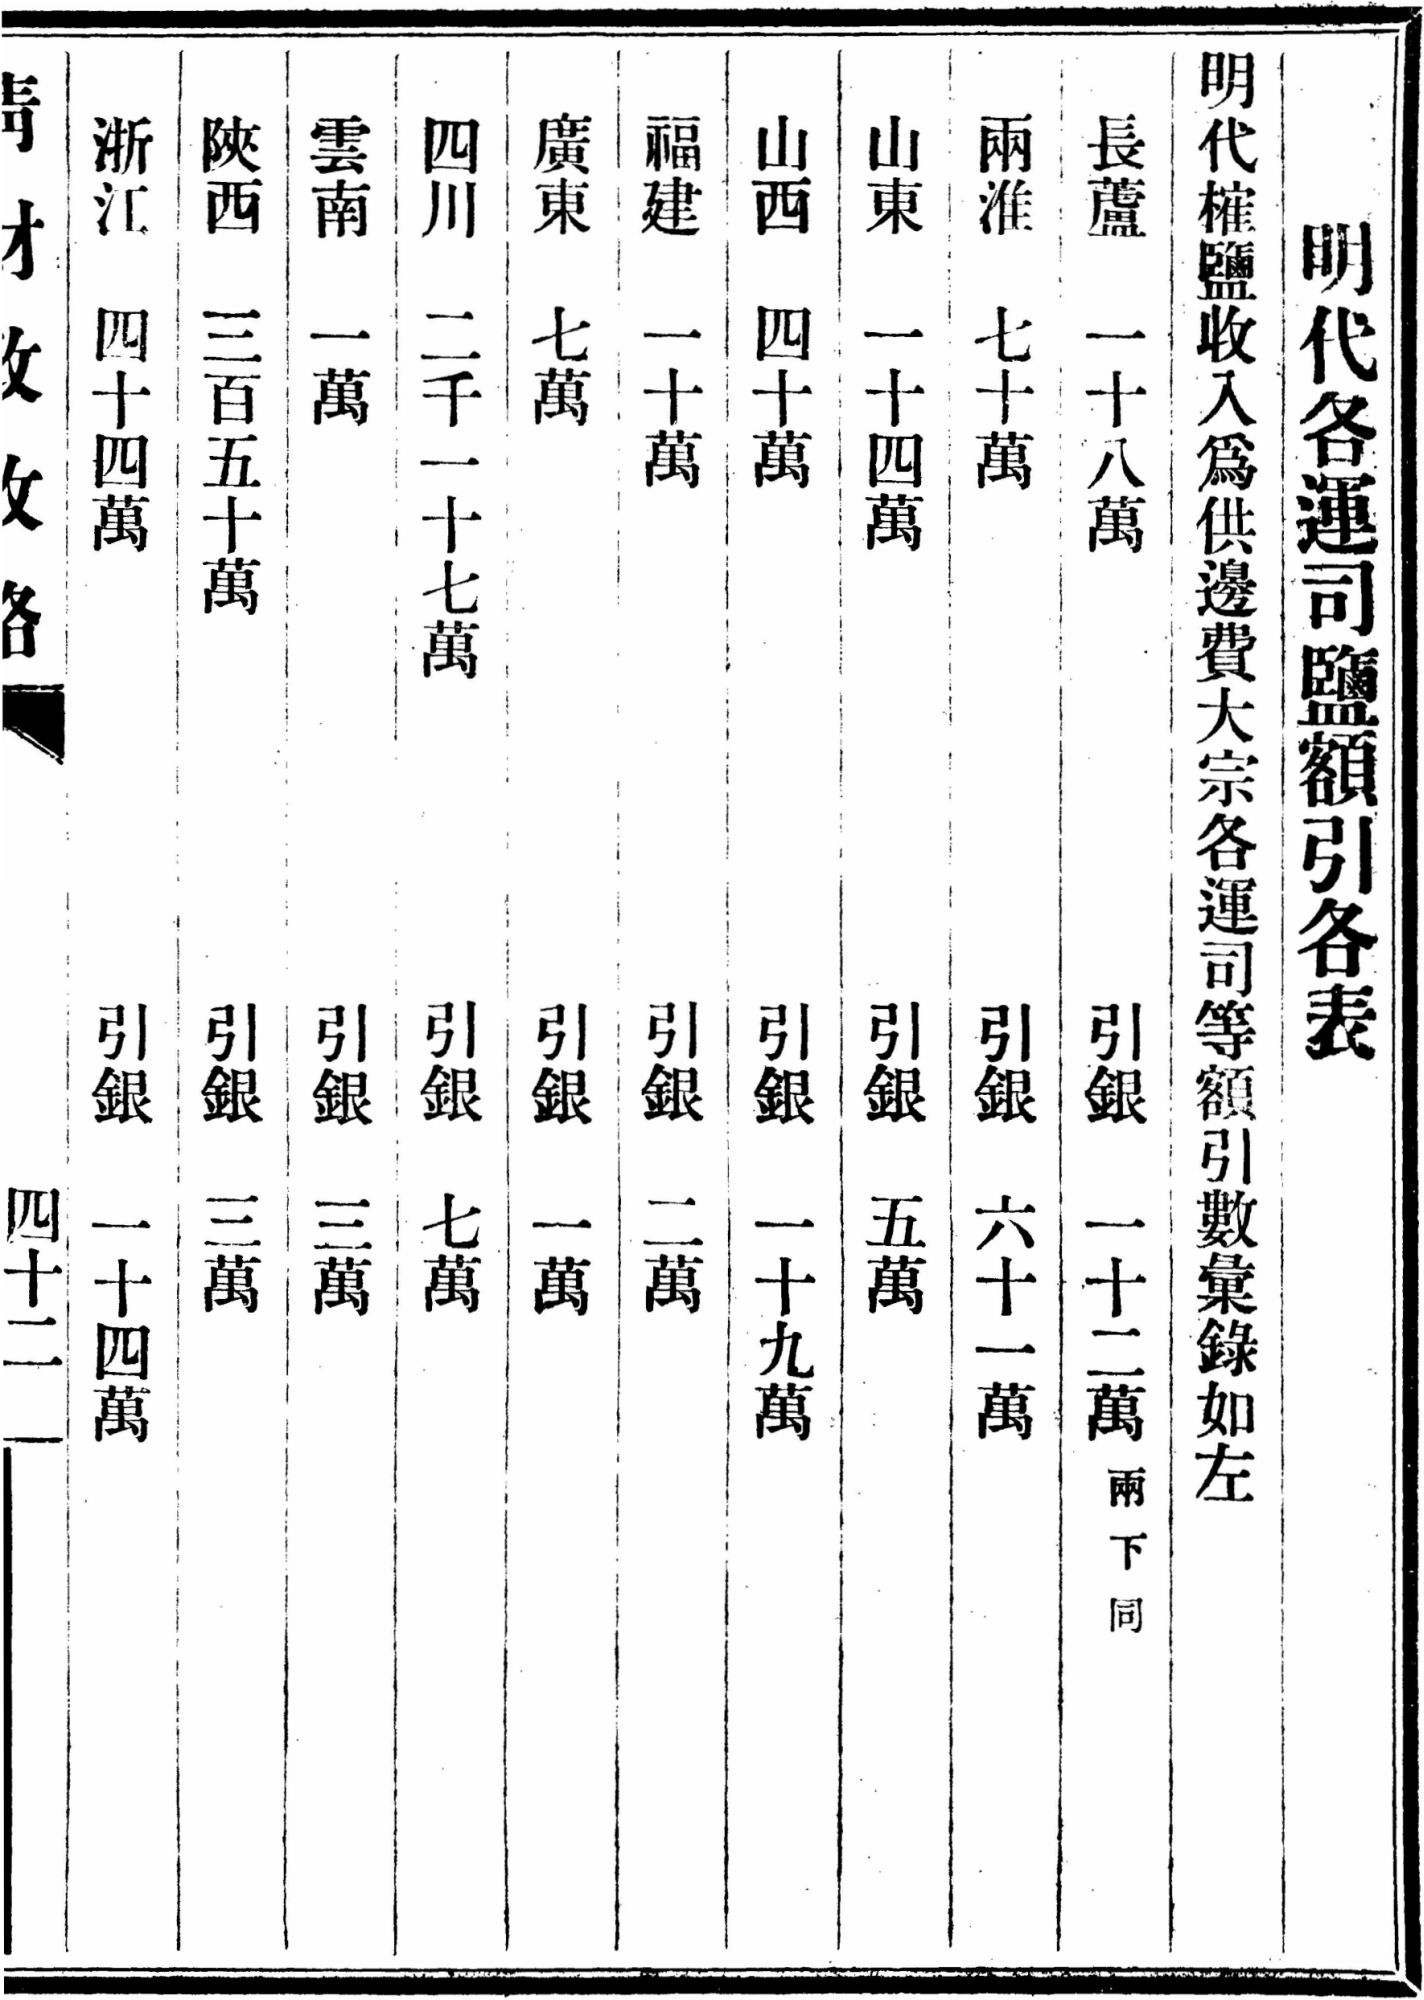 明代各運司鹽額引各表
明代榷鹽收入爲供邊費大宗各運司等額引數彙錄如左
長蘆 一十八萬 引銀 一十二萬 兩下同
兩淮 七十萬 引銀 六十一萬
山東 一十四萬 引銀 五萬
山西 四十萬 引銀 一十九萬
福建 一十萬 引銀 二萬
廣東 七萬 引銀 一萬
四川 二千一十七萬 引銀 七萬
雲南 一萬 引銀 三萬
陝西 三百五十萬 引銀 三萬
浙江 四十四萬 引銀 一十四萬
四十二